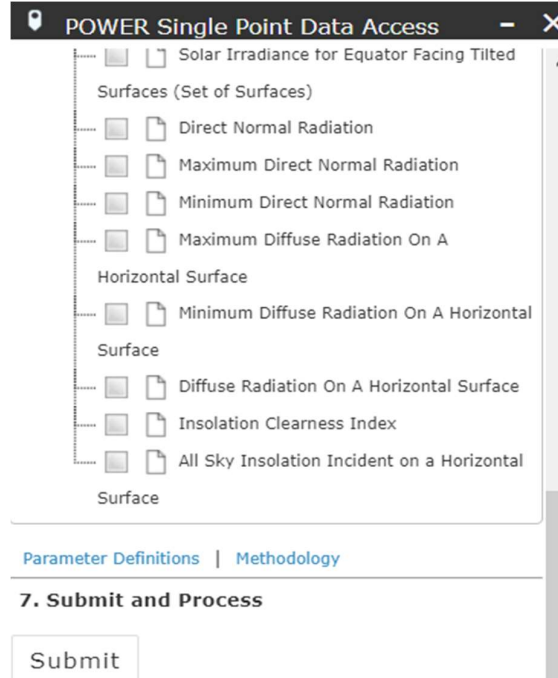 POWER Single Point Data Access
Solar Irradiance for Equator Facing Tilted
Surfaces (Set of Surfaces)
Direct Normal Radiation
Maximum Direct Normal Radiation
Minimum Direct Normal Radiation
Maximum Diffuse Radiation On A
Horizontal Surface
Minimum Diffuse Radiation On A Horizontal
Surface
Diffuse Radiation On A Horizontal Surface
Insolation Clearness Index
All Sky Insolation Incident on a Horizontal
Surface
Parameter Definitions | Methodology
7. Submit and Process
Submit